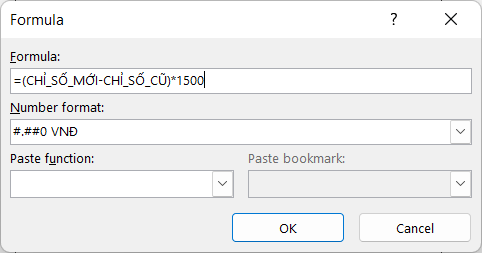 Formula
?
Formula:
=(CHỈ_SỐ_MỚI-CHỈ_SỐ_CŨ)*1500
Number format:
#.##0 VNĐ
Paste function:
Paste bookmark:
OK
Cancel